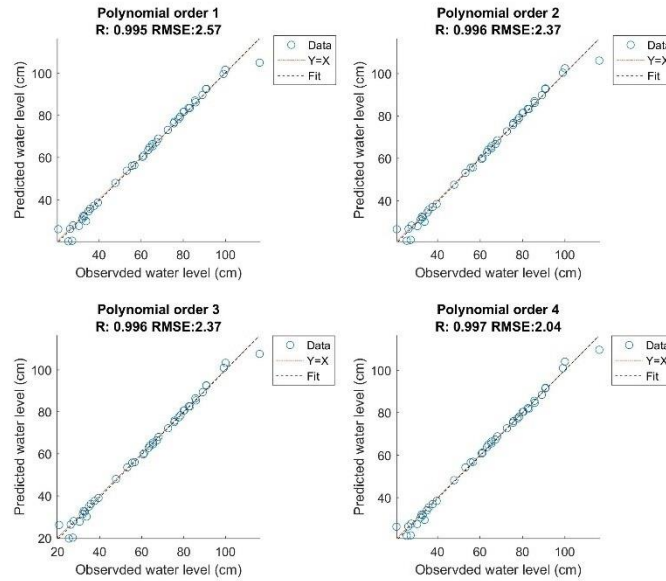 Polynomial order 1
R: 0.995 RMSE:2.57
Data
Y=X
Fit
100
80
60
40
Predicted water level (cm)
40 60 80 100
Observded water level (cm)
Polynomial order 2
R: 0.996 RMSE:2.37
Data
Y=X
Fit
100
80
60
40
Predicted water level (cm)
40 60 80 100
Observded water level (cm)
Polynomial order 3
R: 0.996 RMSE:2.37
Data
Y=X
Fit
100
80
60
40
20
Predicted water level (cm)
20 40 60 80 100
Observded water level (cm)
Polynomial order 4
R: 0.997 RMSE:2.04
Data
Y=X
Fit
100
80
60
40
Predicted water level (cm)
40 60 80 100
Observded water level (cm)